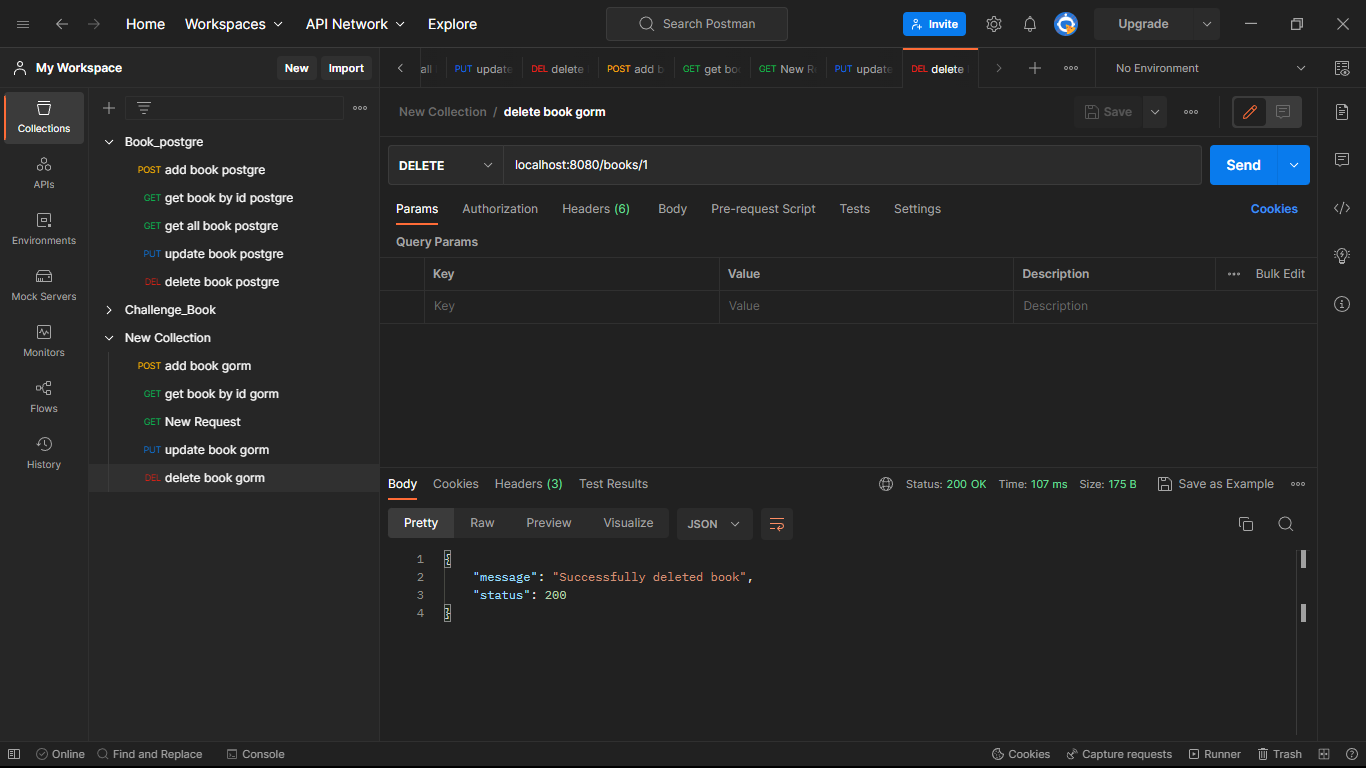 Home Workspaces API Network Explore Search Postman Invite Upgrade
My Workspace New Import
all PUT update DEL delete POST add b GET get bo GET New R PUT update DEL delete No Environment
Collections
APIs
Environments
Mock Servers
Monitors
Flows
History
Book_postgre
POST add book postgre
GET get book by id postgre
GET get all book postgre
PUT update book postgre
DEL delete book postgre
Challenge_Book
New Collection
POST add book gorm
GET get book by id gorm
GET New Request
PUT update book gorm
DEL delete book gorm
New Collection / delete book gorm Save
DELETE localhost:8080/books/1 Send
Params Authorization Headers (6) Body Pre-request Script Tests Settings Cookies
Query Params
Key Value Description Bulk Edit
Key Value Description
Body Cookies Headers (3) Test Results Status: 200 OK Time: 107 ms Size: 175 B Save as Example
Pretty Raw Preview Visualize JSON
1 {
2 "message": "Successfully deleted book",
3 "status": 200
4 }
Online Find and Replace Console Cookies Capture requests Runner Trash